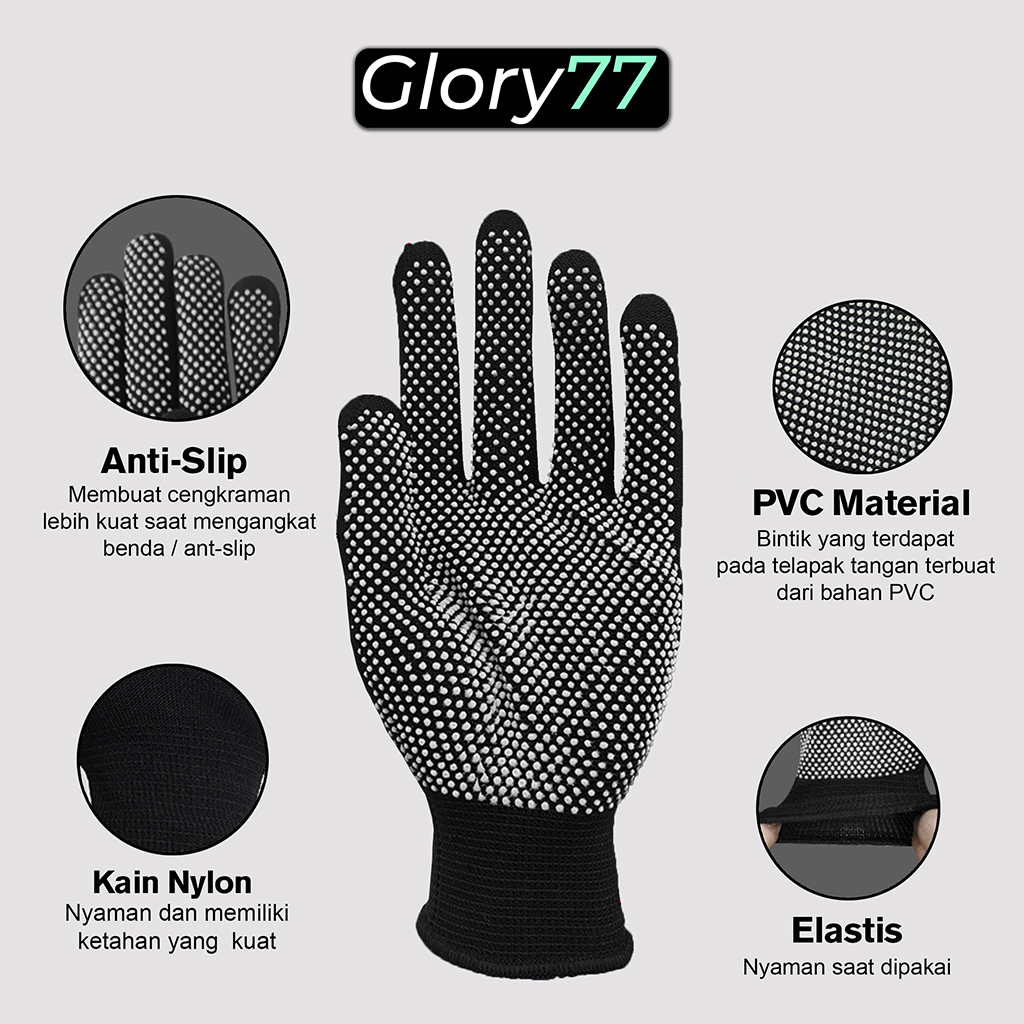 Glory77
Anti-Slip
Membuat cengkraman
lebih kuat saat mengangkat
benda / ant-slip
PVC Material
Bintik yang terdapat
pada telapak tangan terbuat
dari bahan PVC
Kain Nylon
Nyaman dan memiliki
ketahan yang  kuat
Elastis
Nyaman saat dipakai